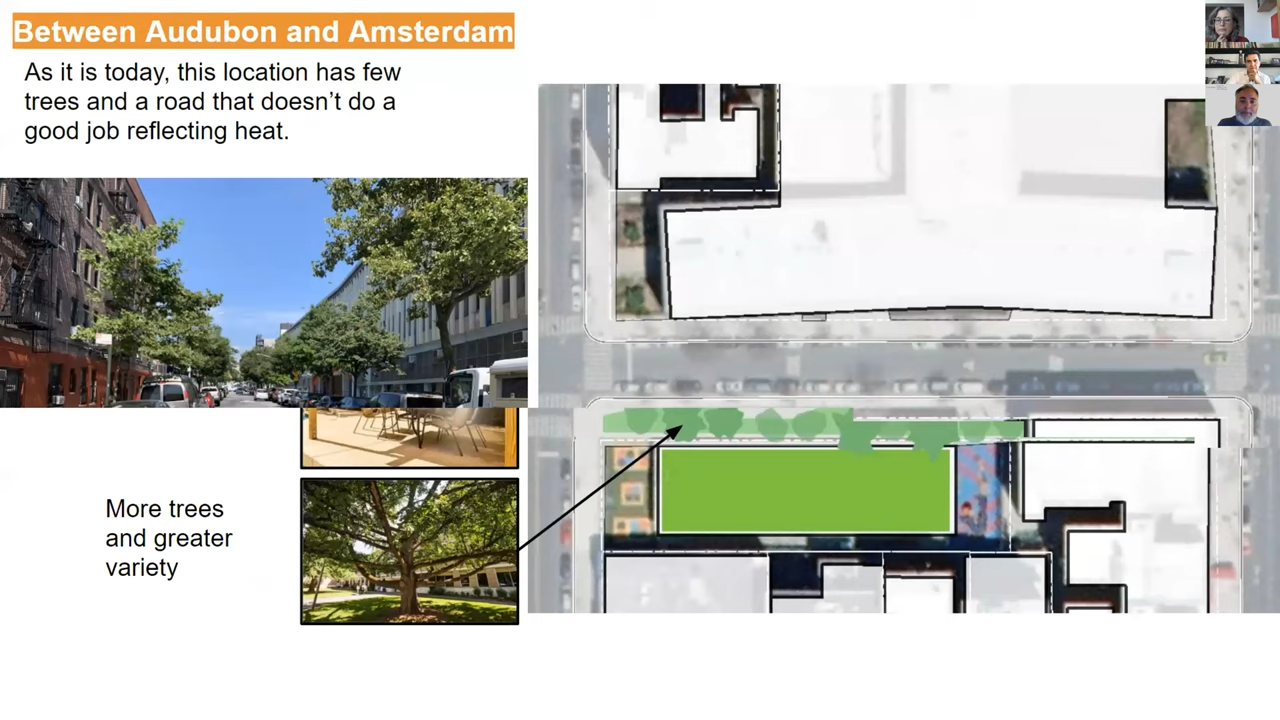 Between Audubon and Amsterdam
As it is today, this location has few
trees and a road that doesn’t do a
good job reflecting heat.
More trees
and greater
variety